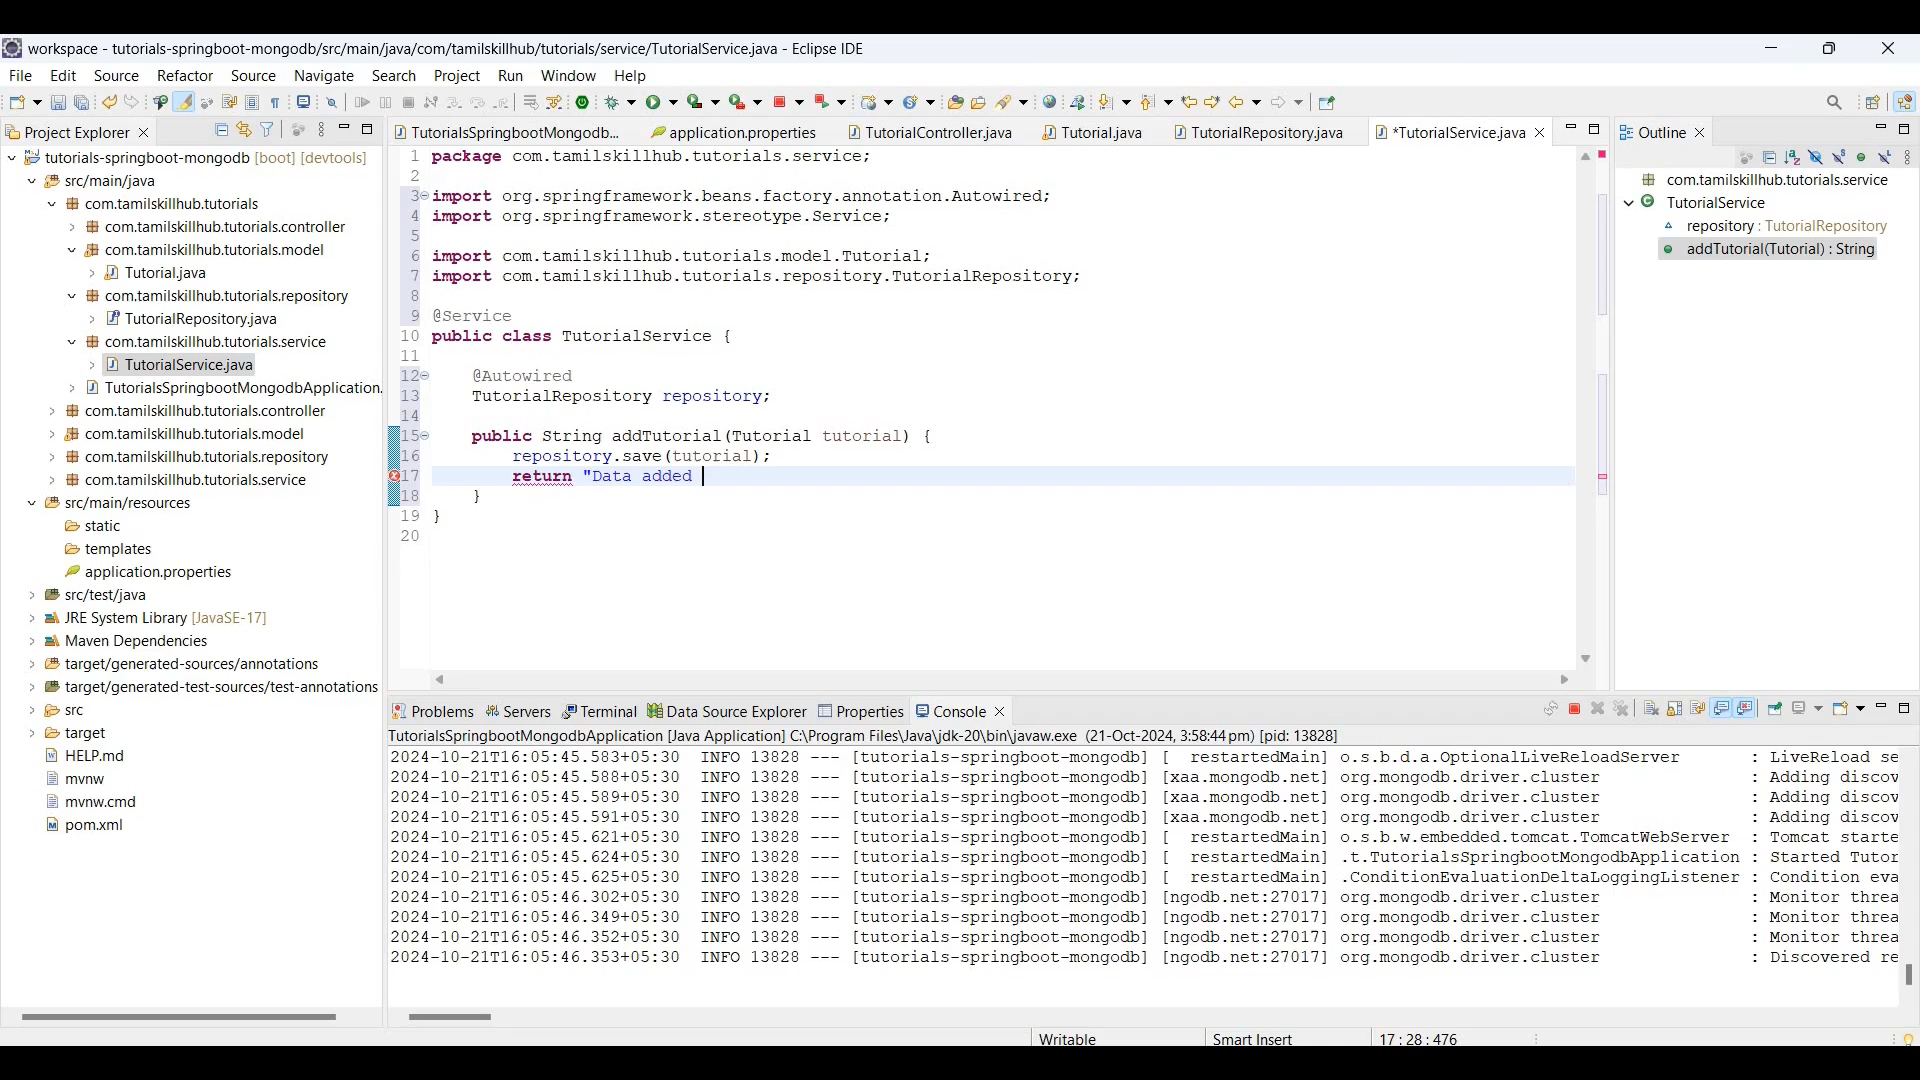 workspace - tutorials-springboot-mongodb/src/main/java/com/tamilskillhub/tutorials/service/TutorialService.java - Eclipse IDE
File Edit Source Refactor Source Navigate Search Project Run Window Help
Project Explorer
tutorials-springboot-mongodb [boot] [devtools]
src/main/java
com.tamilskillhub.tutorials
com.tamilskillhub.tutorials.controller
com.tamilskillhub.tutorials.model
Tutorial.java
com.tamilskillhub.tutorials.repository
TutorialRepository.java
com.tamilskillhub.tutorials.service
TutorialService.java
TutorialsSpringbootMongodbApplication.
com.tamilskillhub.tutorials.controller
com.tamilskillhub.tutorials.model
com.tamilskillhub.tutorials.repository
com.tamilskillhub.tutorials.service
src/main/resources
static
templates
application.properties
src/test/java
JRE System Library [JavaSE-17]
Maven Dependencies
target/generated-sources/annotations
target/generated-test-sources/test-annotations
src
target
HELP.md
mvnw
mvnw.cmd
pom.xml
TutorialsSpringbootMongodb... application.properties TutorialController.java Tutorial.java TutorialRepository.java *TutorialService.java
1 package com.tamilskillhub.tutorials.service;
2
3 import org.springframework.beans.factory.annotation.Autowired;
4 import org.springframework.stereotype.Service;
5
6 import com.tamilskillhub.tutorials.model.Tutorial;
7 import com.tamilskillhub.tutorials.repository.TutorialRepository;
8
9 @Service
10 public class TutorialService {
11
12 @Autowired
13 TutorialRepository repository;
14
15 public String addTutorial(Tutorial tutorial) {
16 repository.save(tutorial);
17 return "Data added
18 }
19 }
20
Outline
com.tamilskillhub.tutorials.service
TutorialService
repository : TutorialRepository
addTutorial(Tutorial) : String
Problems Servers Terminal Data Source Explorer Properties Console
TutorialsSpringbootMongodbApplication [Java Application] C:\Program Files\Java\jdk-20\bin\javaw.exe (21-Oct-2024, 3:58:44 pm) [pid: 13828]
2024-10-21T16:05:45.583+05:30 INFO 13828 --- [tutorials-springboot-mongodb] [ restartedMain] o.s.b.d.a.OptionalLiveReloadServer : LiveReload se
2024-10-21T16:05:45.588+05:30 INFO 13828 --- [tutorials-springboot-mongodb] [xaa.mongodb.net] org.mongodb.driver.cluster : Adding discov
2024-10-21T16:05:45.589+05:30 INFO 13828 --- [tutorials-springboot-mongodb] [xaa.mongodb.net] org.mongodb.driver.cluster : Adding discov
2024-10-21T16:05:45.591+05:30 INFO 13828 --- [tutorials-springboot-mongodb] [xaa.mongodb.net] org.mongodb.driver.cluster : Adding discov
2024-10-21T16:05:45.621+05:30 INFO 13828 --- [tutorials-springboot-mongodb] [ restartedMain] o.s.b.w.embedded.tomcat.TomcatWebServer : Tomcat starte
2024-10-21T16:05:45.624+05:30 INFO 13828 --- [tutorials-springboot-mongodb] [ restartedMain] .t.TutorialsSpringbootMongodbApplication : Started Tutor
2024-10-21T16:05:45.625+05:30 INFO 13828 --- [tutorials-springboot-mongodb] [ restartedMain] .ConditionEvaluationDeltaLoggingListener : Condition eva
2024-10-21T16:05:46.302+05:30 INFO 13828 --- [tutorials-springboot-mongodb] [ngodb.net:27017] org.mongodb.driver.cluster : Monitor threa
2024-10-21T16:05:46.349+05:30 INFO 13828 --- [tutorials-springboot-mongodb] [ngodb.net:27017] org.mongodb.driver.cluster : Monitor threa
2024-10-21T16:05:46.352+05:30 INFO 13828 --- [tutorials-springboot-mongodb] [ngodb.net:27017] org.mongodb.driver.cluster : Monitor threa
2024-10-21T16:05:46.353+05:30 INFO 13828 --- [tutorials-springboot-mongodb] [ngodb.net:27017] org.mongodb.driver.cluster : Discovered re
Writable Smart Insert 17 : 28 : 476